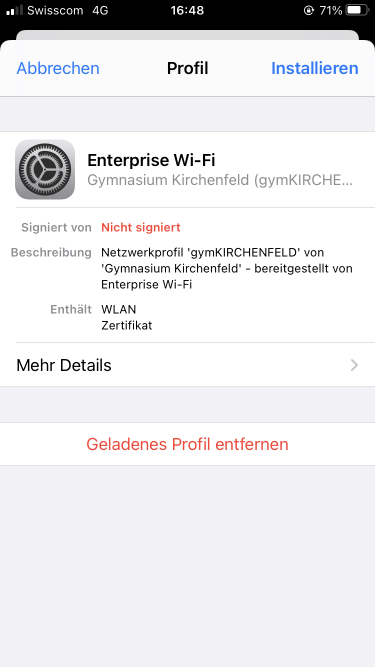 Swisscom 4G 16:48 71%
Abbrechen Profil Installieren
Enterprise Wi-Fi
Gymnasium Kirchenfeld (gymKIRCHE...
Signiert von Nicht signiert
Beschreibung Netzwerkprofil 'gymKIRCHENFELD' von
'Gymnasium Kirchenfeld' - bereitgestellt von
Enterprise Wi-Fi
Enthält WLAN
Zertifikat
Mehr Details
Geladenes Profil entfernen